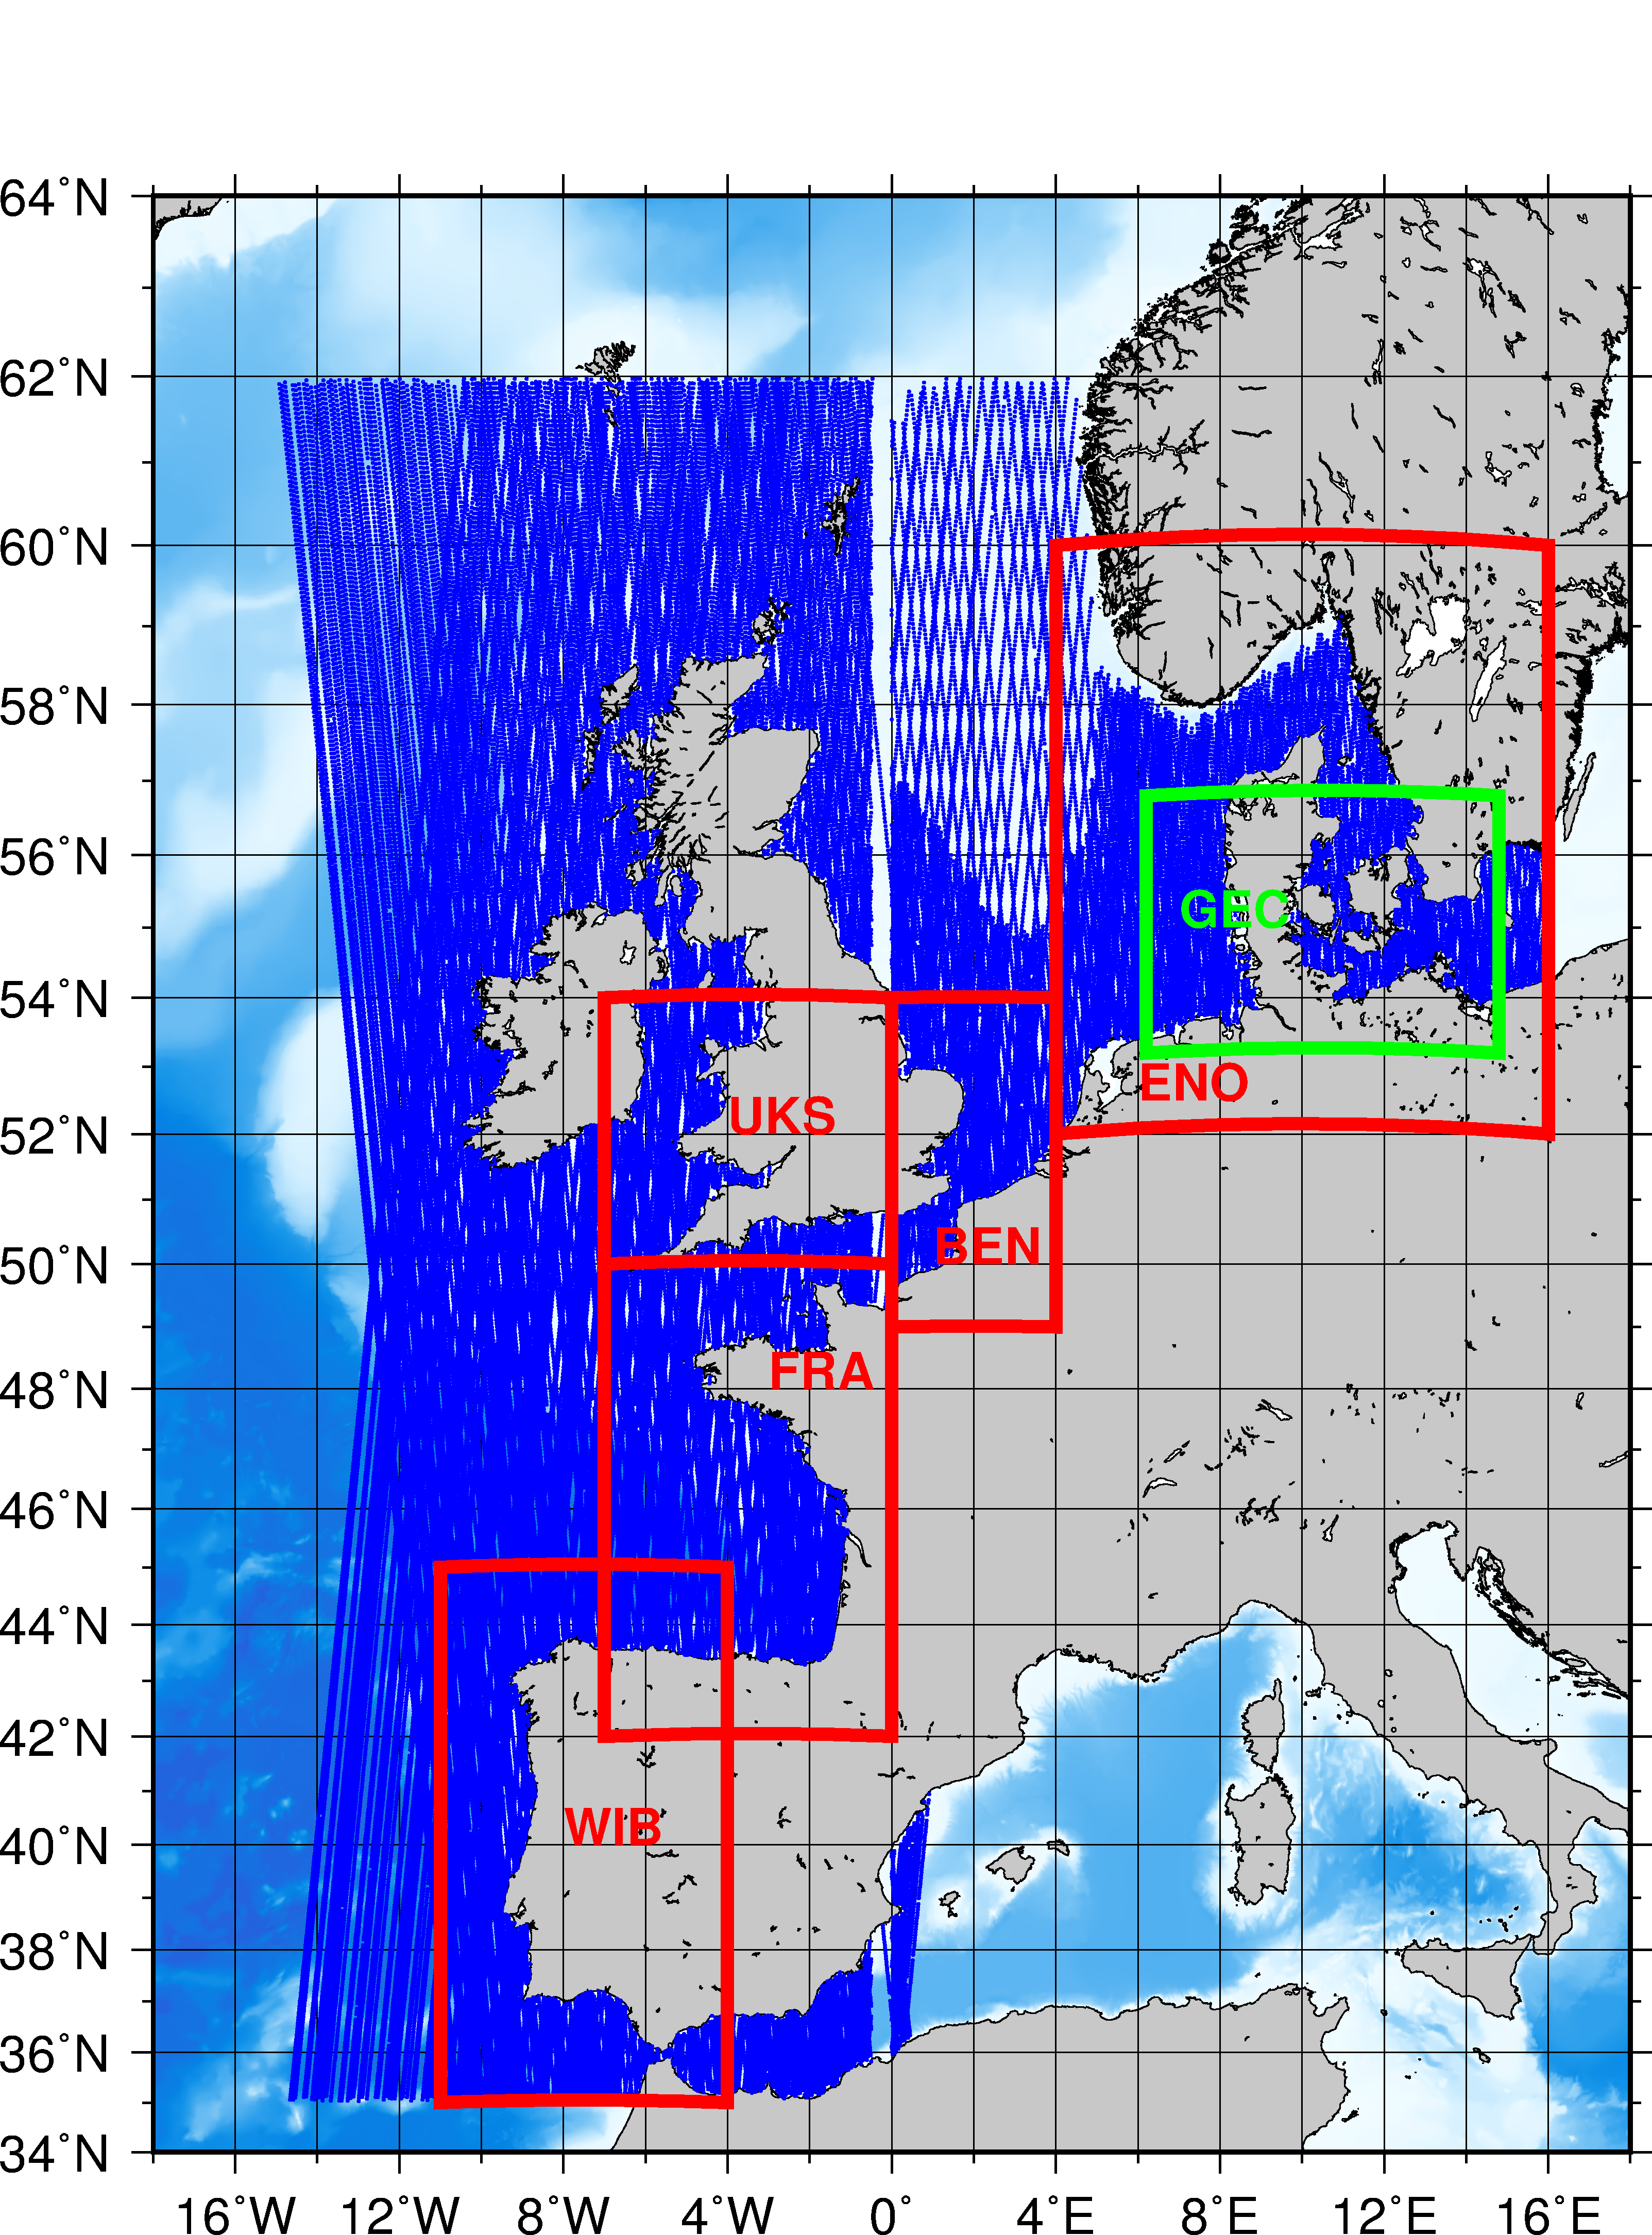 64°N
62°N
60°N
58°N
56°N
GEC
54°N
ENO
52°N
UKS
BEN
50°N
FRA
48°N
46°N
44°N
42°N
WIB
40°N
38°N
36°N
34°N
16°W 12°W 8°W 4°W 0° 4°E 8°E 12°E 16°E